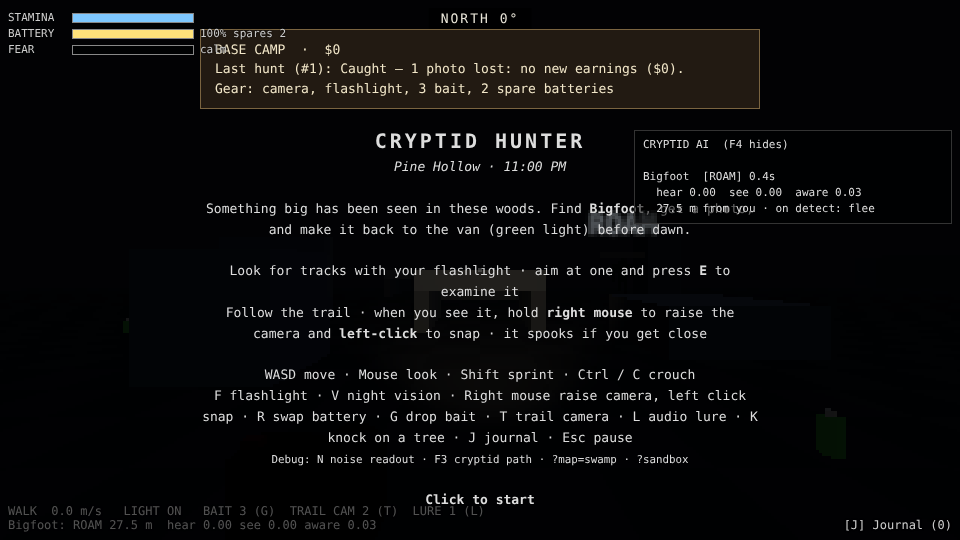 STAMINA
NORTH 0°
BATTERY 100% spares 2
FEAR
BASE CAMP · $0
Last hunt (#1): Caught — 1 photo lost: no new earnings ($0).
Gear: camera, flashlight, 3 bait, 2 spare batteries
CRYPTID HUNTER
Pine Hollow · 11:00 PM
CRYPTID AI (F4 hides)
Bigfoot [ROAM] 0.4s
hear 0.00 see 0.00 aware 0.03
27.5 m from you · on detect: flee
Something big has been seen in these woods. Find Bigfoot, get a photo,
and make it back to the van (green light) before dawn.
Look for tracks with your flashlight · aim at one and press E to
examine it
Follow the trail · when you see it, hold right mouse to raise the
camera and left-click to snap · it spooks if you get close
WASD move · Mouse look · Shift sprint · Ctrl / C crouch
F flashlight · V night vision · Right mouse raise camera, left click
snap · R swap battery · G drop bait · T trail camera · L audio lure · K
knock on a tree · J journal · Esc pause
Debug: N noise readout · F3 cryptid path · ?map=swamp · ?sandbox
Click to start
WALK 0.0 m/s LIGHT ON BAIT 3 (G) TRAIL CAM 2 (T) LURE 1 (L)
Bigfoot: ROAM 27.5 m hear 0.00 see 0.00 aware 0.03
[J] Journal (0)